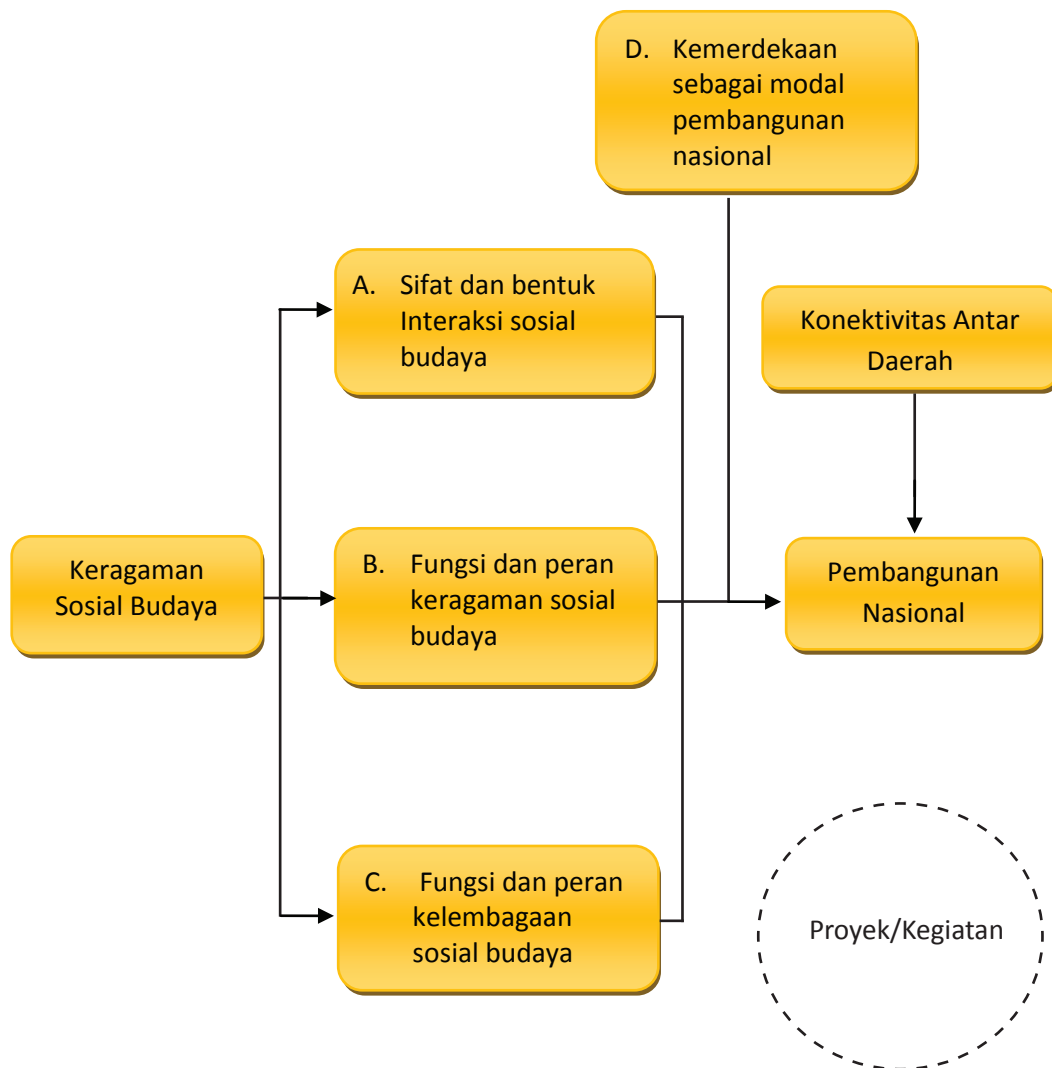 D. Kemerdekaan
sebagai modal
pembangunan
nasional
A. Sifat dan bentuk
Interaksi sosial
budaya
Konektivitas Antar
Daerah
Keragaman
Sosial Budaya
B. Fungsi dan peran
keragaman sosial
budaya
Pembangunan
Nasional
C. Fungsi dan peran
kelembagaan
sosial budaya
Proyek/Kegiatan